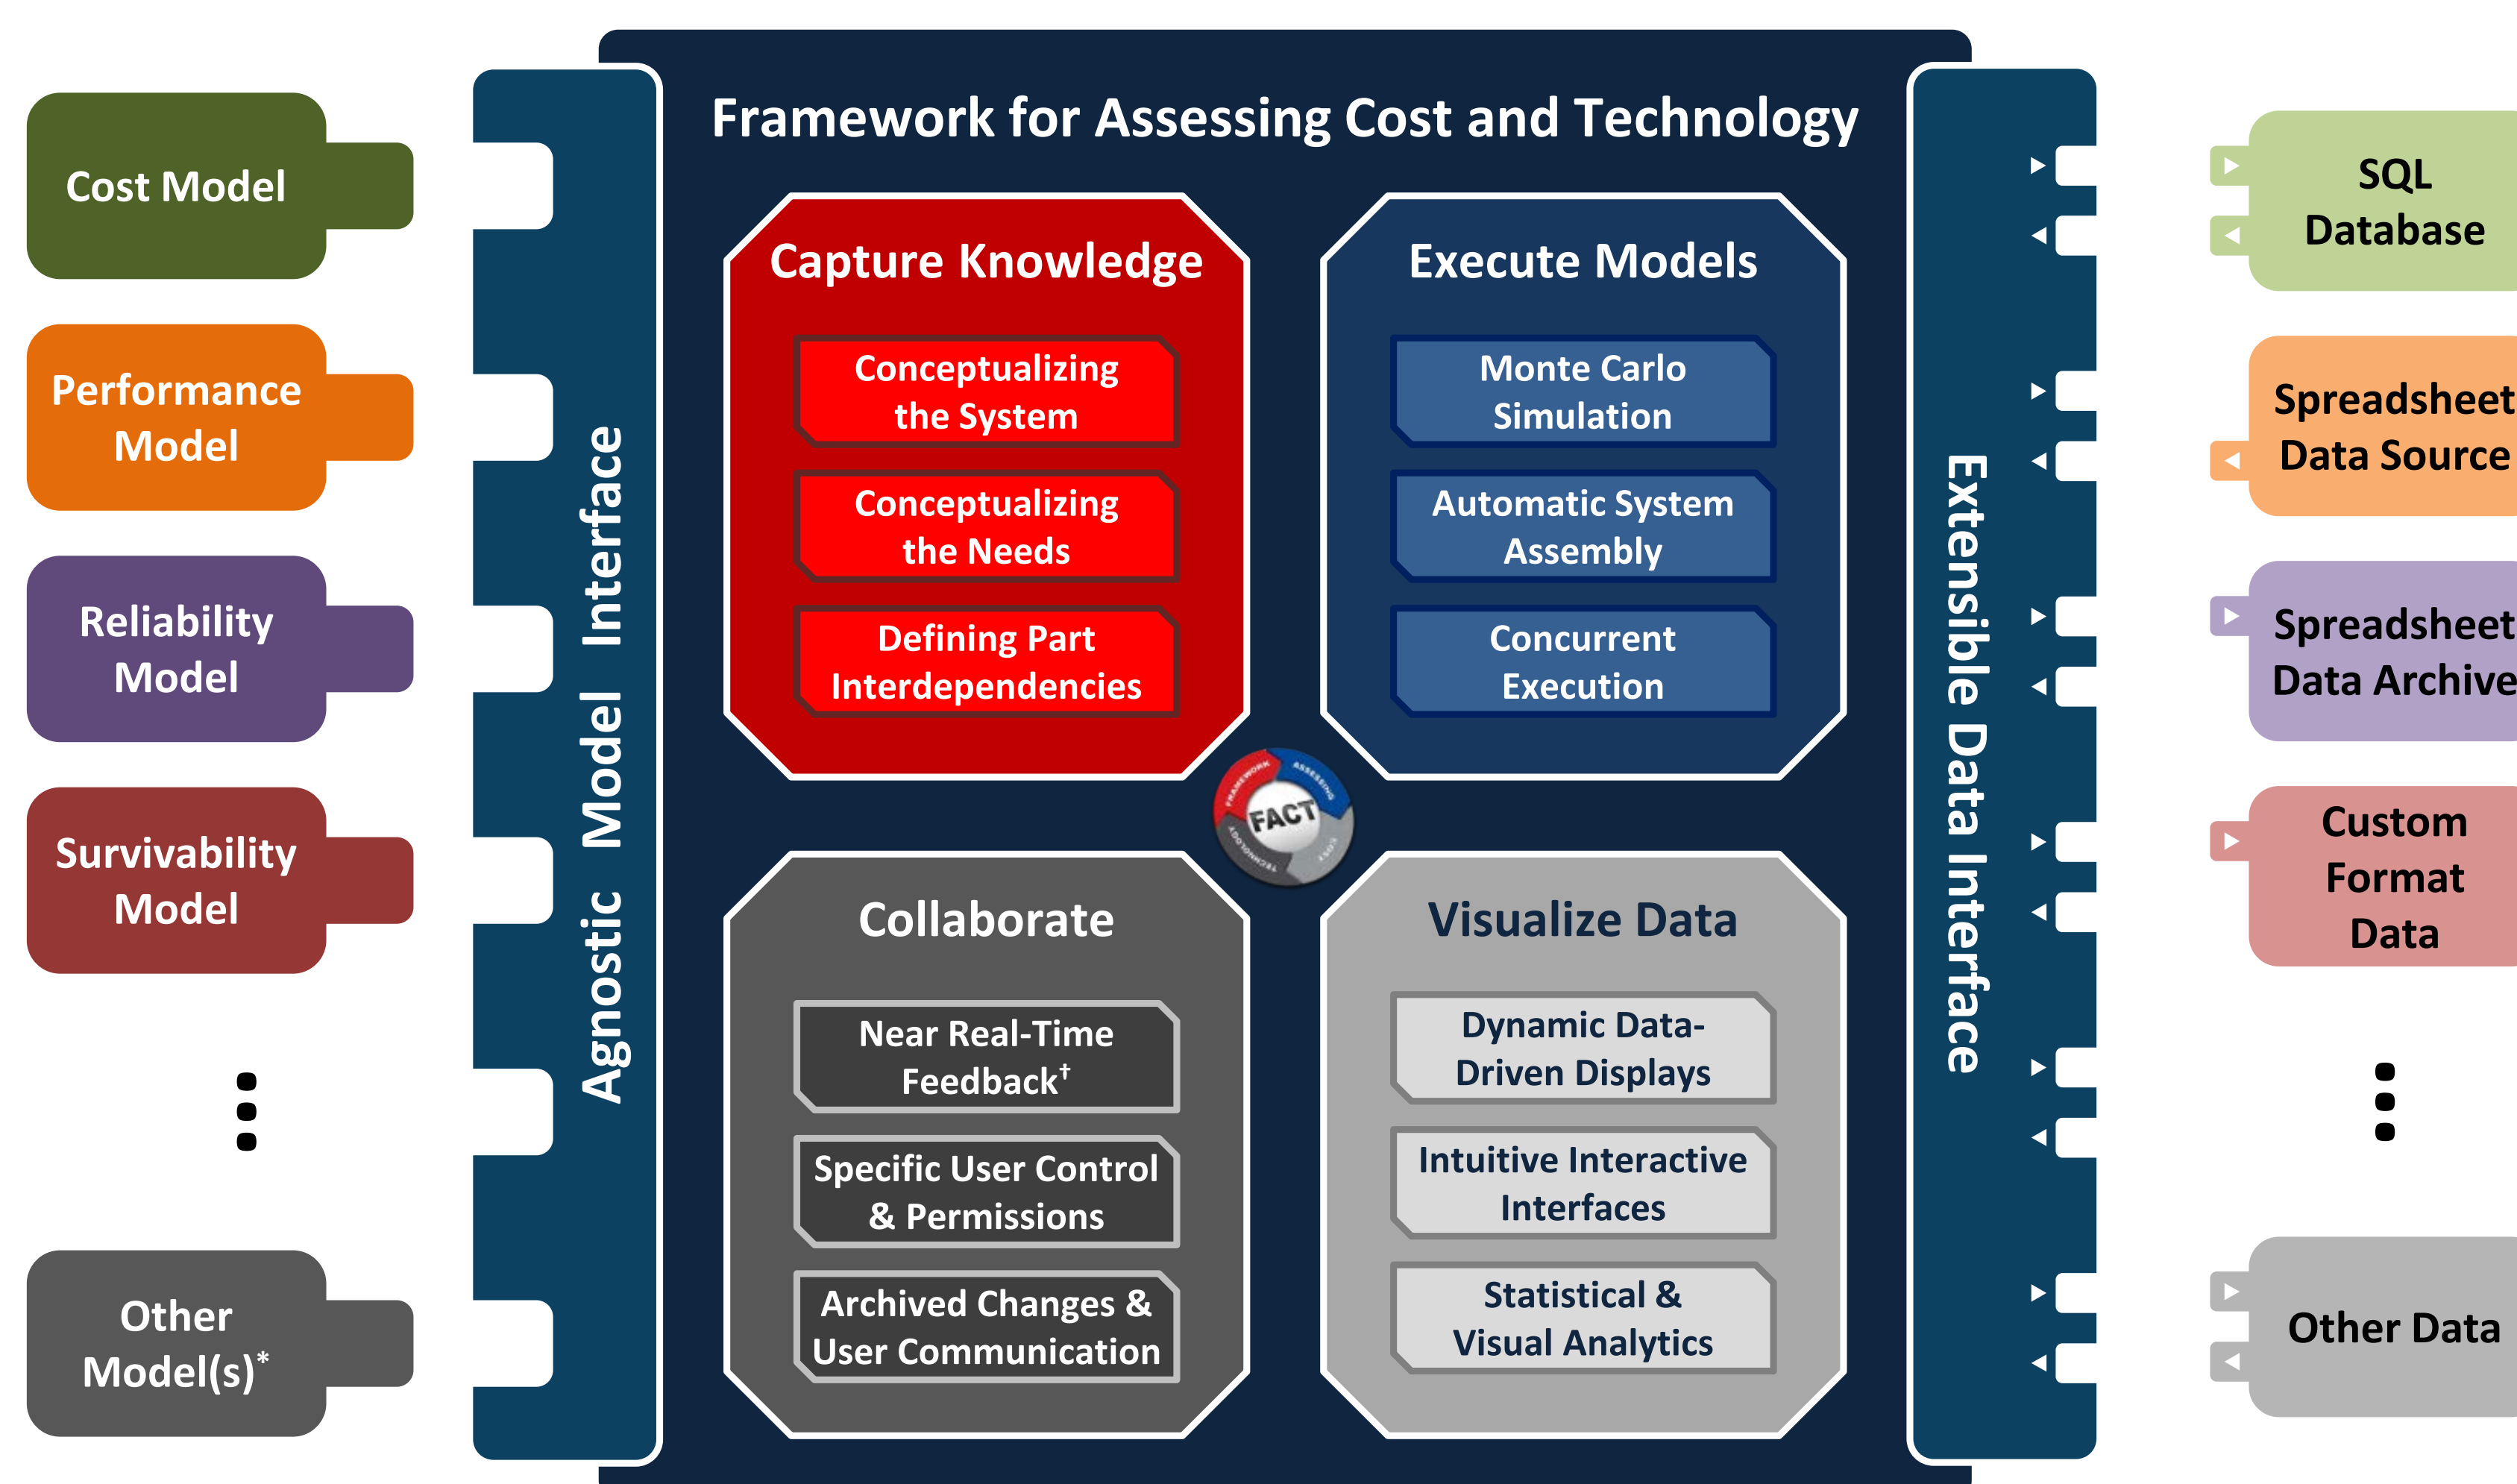 Framework for Assessing Cost and Technology
Cost Model
Performance
Model
Reliability
Model
Survivability
Model
Other
Model(s)*
Agnostic Model Interface
Capture Knowledge
Conceptualizing
the System
Conceptualizing
the Needs
Defining Part
Interdependencies
Execute Models
Monte Carlo
Simulation
Automatic System
Assembly
Concurrent
Execution
FRAMEWORK
ASSESSING
COST
TECHNOLOGY
FACT
Collaborate
Near Real-Time
Feedback†
Specific User Control
& Permissions
Archived Changes &
User Communication
Visualize Data
Dynamic Data-
Driven Displays
Intuitive Interactive
Interfaces
Statistical &
Visual Analytics
Extensible Data Interface
SQL
Database
Spreadsheet
Data Source
Spreadsheet
Data Archive
Custom
Format
Data
Other Data